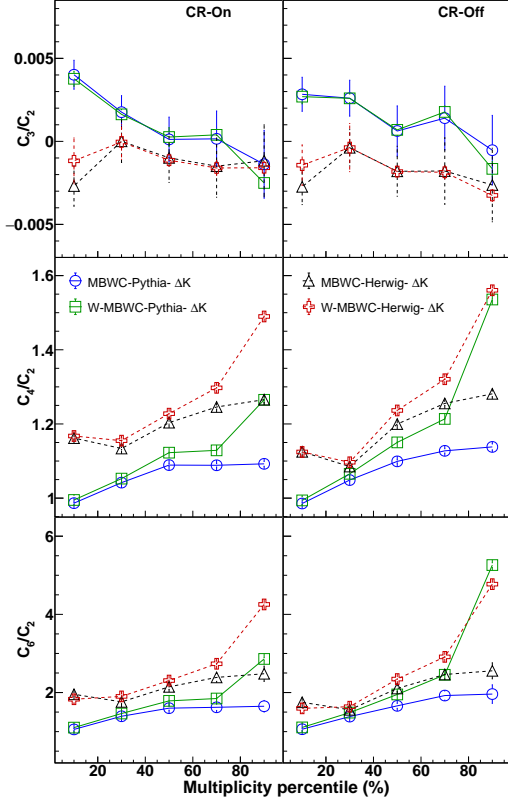 CR-On
CR-Off
C3/C2
0.005
0
−0.005
C4/C2
1.6
1.4
1.2
1
MBWC-Pythia- ΔK
W-MBWC-Pythia- ΔK
MBWC-Herwig- ΔK
W-MBWC-Herwig- ΔK
C6/C2
6
4
2
20 40 60 80
20 40 60 80 100
Multiplicity percentile (%)